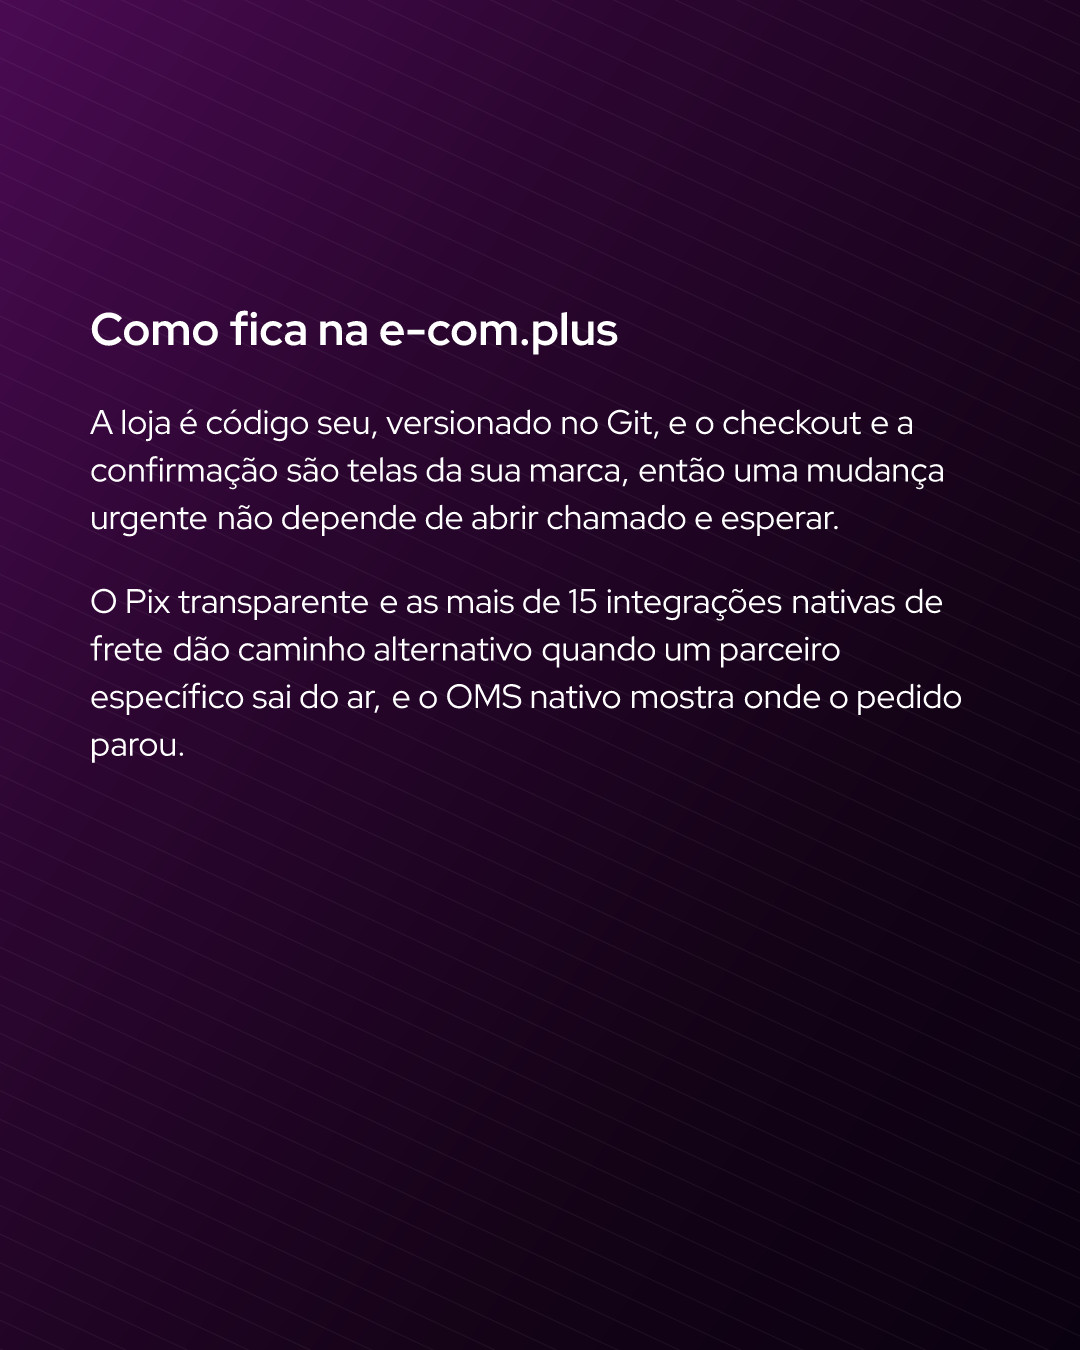 Como fica na e-com.plus
A loja é código seu, versionado no Git, e o checkout e a
confirmação são telas da sua marca, então uma mudança
urgente não depende de abrir chamado e esperar.
O Pix transparente e as mais de 15 integrações nativas de
frete dão caminho alternativo quando um parceiro
específico sai do ar, e o OMS nativo mostra onde o pedido
parou.